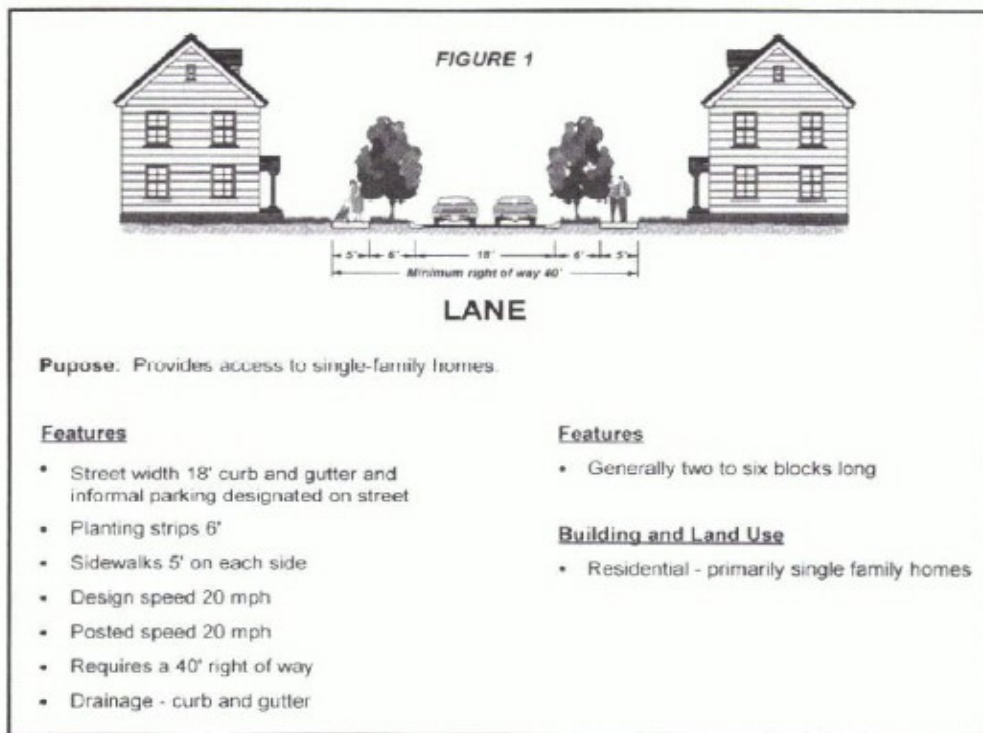 FIGURE 1
5' 6' 18' 6' 5'
Minimum right of way 40'
LANE
Pupose: Provides access to single-family homes.
Features
• Street width 18' curb and gutter and
informal parking designated on street
• Planting strips 6'
• Sidewalks 5' on each side
• Design speed 20 mph
• Posted speed 20 mph
• Requires a 40' right of way
• Drainage - curb and gutter
Features
• Generally two to six blocks long
Building and Land Use
• Residential - primarily single family homes